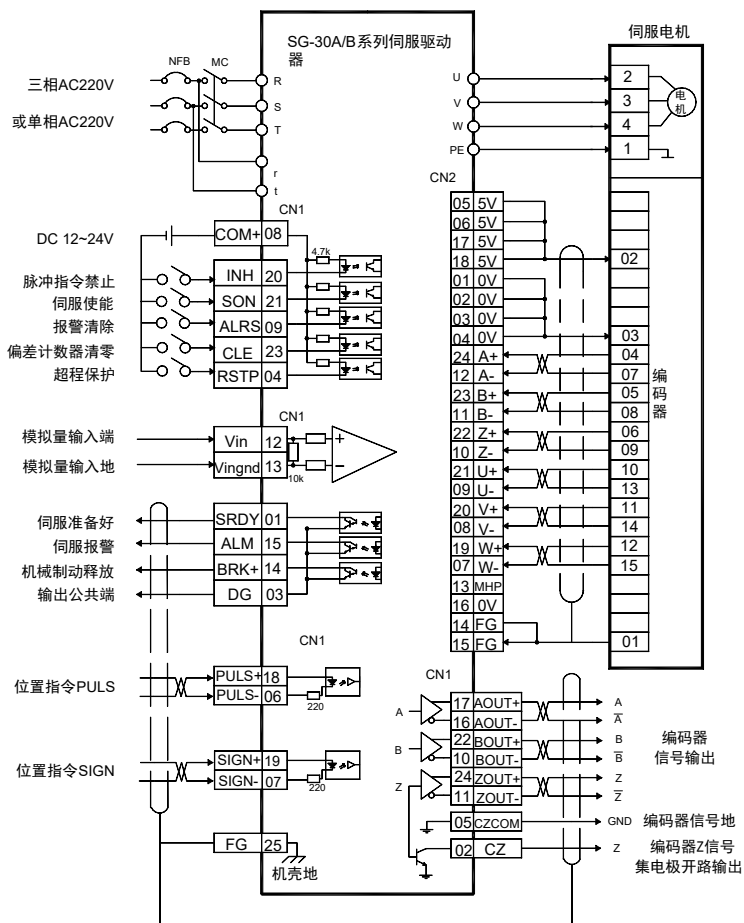 SG-30A/B系列伺服驱动器
伺服电机
NFB MC
三相AC220V
或单相AC220V
R
S
T
r
t
U 2
V 3
W 4
PE 1
电机
CN2
CN1
DC 12~24V COM+ 08
4.7k
脉冲指令禁止 INH 20
伺服使能 SON 21
报警清除 ALRS 09
偏差计数器清零 CLE 23
超程保护 RSTP 04
CN1
模拟量输入端 Vin 12 +
模拟量输入地 Vingnd 13 −
10k
伺服准备好 SRDY 01
伺服报警 ALM 15
机械制动释放 BRK+ 14
输出公共端 DG 03
CN1
位置指令PULS
PULS+ 18
PULS- 06
220
位置指令SIGN
SIGN+ 19
SIGN- 07
220
FG 25
机壳地
05 5V
06 5V
17 5V
18 5V 02
01 0V
02 0V
03 0V
04 0V 03
24 A+ 04
12 A- 07
23 B+ 05
11 B- 08
22 Z+ 06
10 Z- 09
21 U+ 10
09 U- 13
20 V+ 11
08 V- 14
19 W+ 12
07 W- 15
13 MHP
16 0V
14 FG
15 FG 01
编码器
CN1
A 17 AOUT+ A
16 AOUT- A̅
B 22 BOUT+ B
10 BOUT- B̅
Z 24 ZOUT+ Z
11 ZOUT- Z̅
编码器
信号输出
05 CZCOM GND 编码器信号地
02 CZ Z 编码器Z信号
集电极开路输出